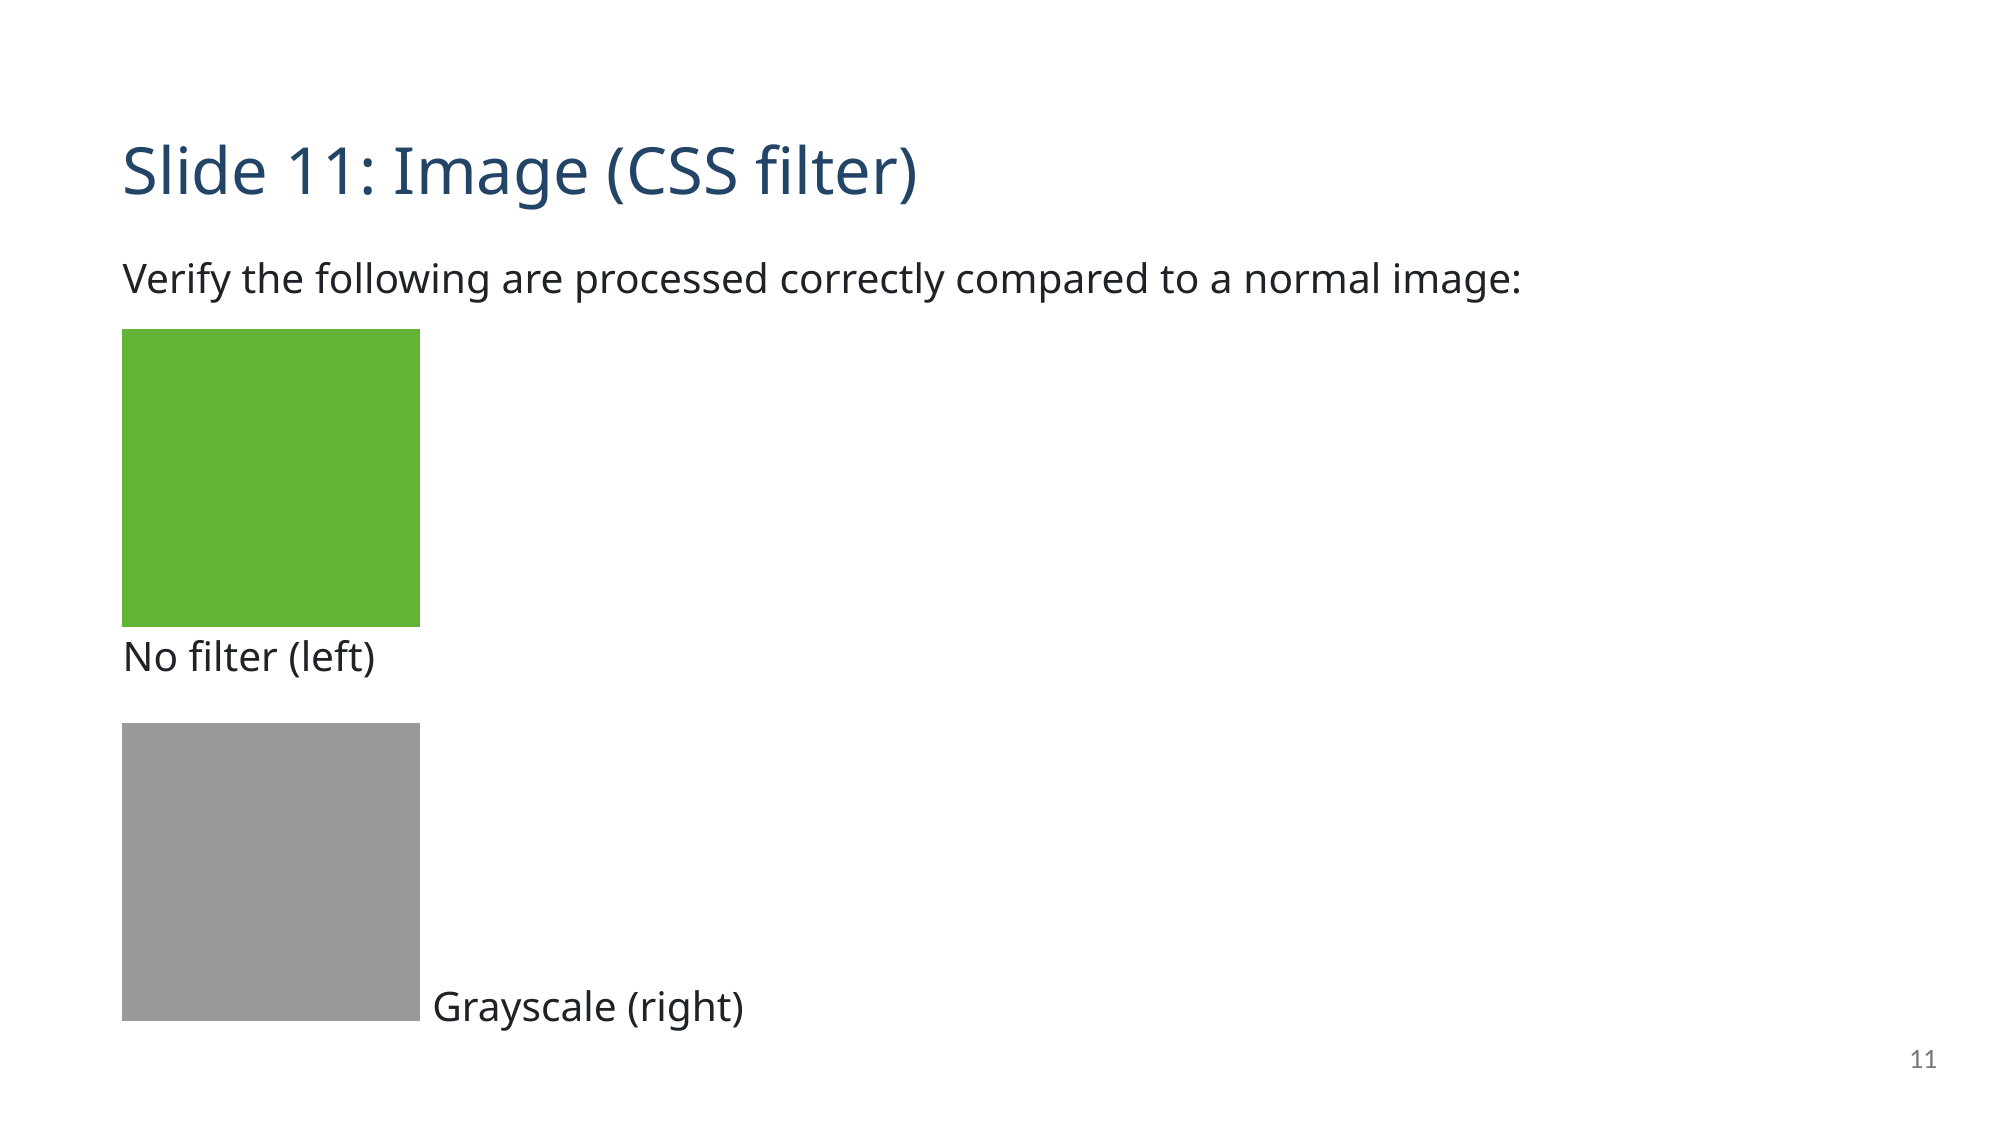 Slide 11: Image (CSS filter)
Verify the following are processed correctly compared to a normal image:
No filter (left)
Grayscale (right)
11